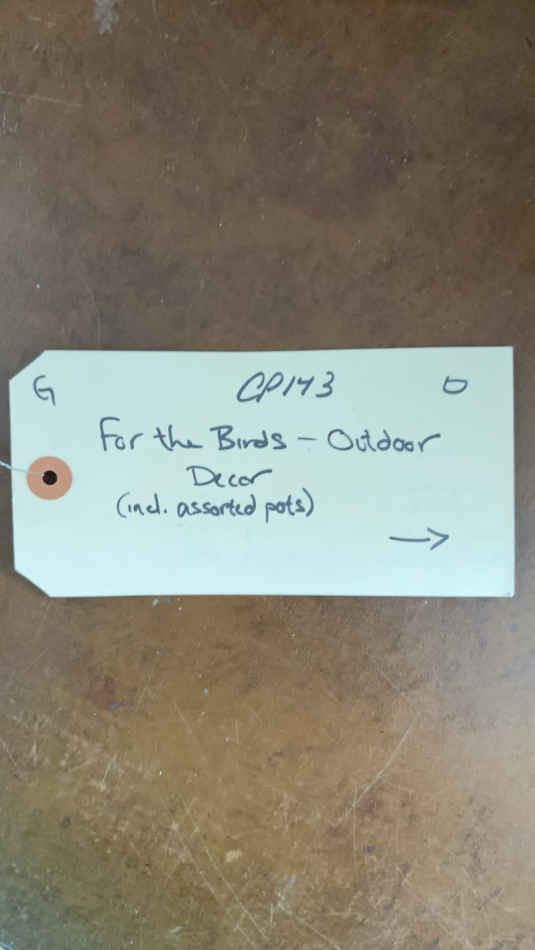 G CP143 O
For the Birds – Outdoor
Decor
(incl. assorted pots)
→